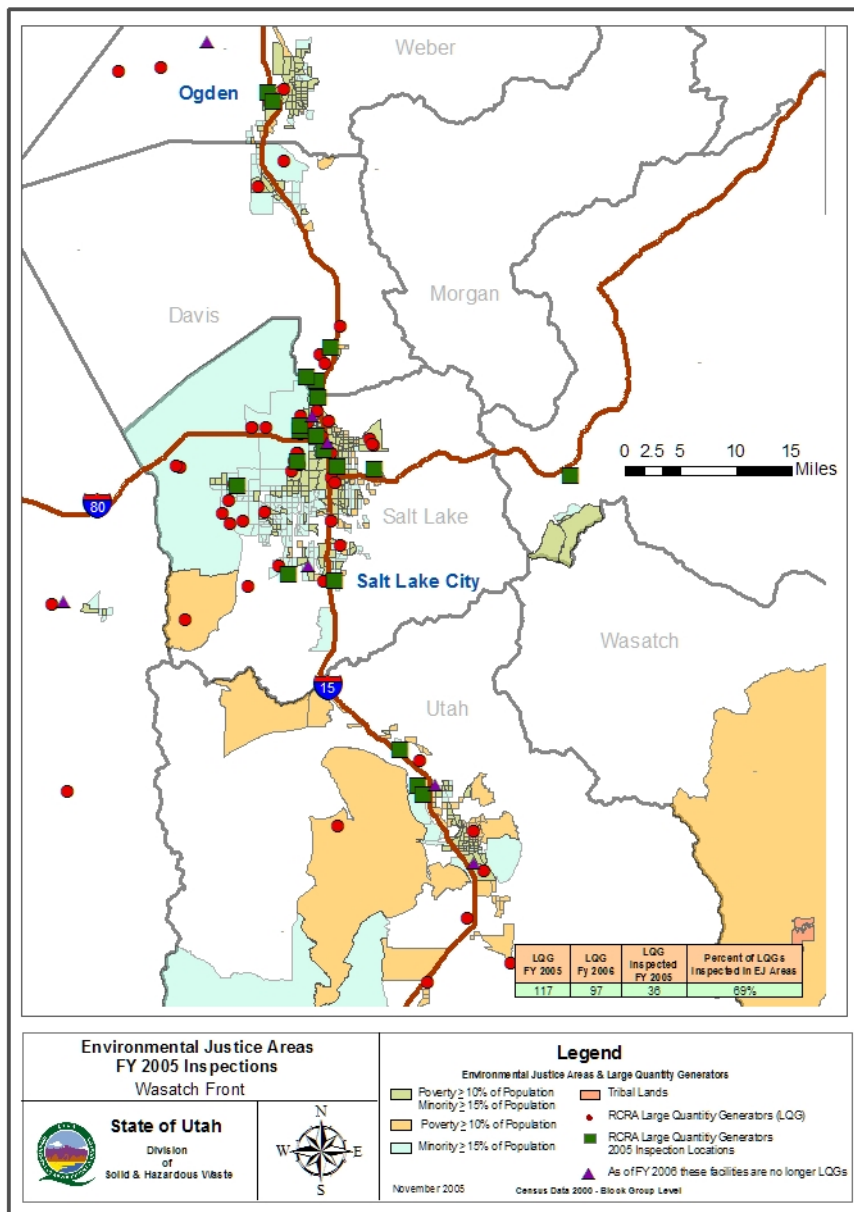 Weber
Ogden
Davis
Morgan
0 2.5 5 10 15
Miles
80
Salt Lake
Salt Lake City
Wasatch
15
Utah
LQG FY 2005
LQG Fy 2006
LQG Inspected FY 2005
Percent of LQGs Inspected in EJ Areas
117 97 36 69%
Environmental Justice Areas
FY 2005 Inspections
Wasatch Front
State of Utah
Division
of
Solid & Hazardous Waste
N
W E
S
Legend
Environmental Justice Areas & Large Quantity Generators
Poverty ≥ 10% of Population
Minority ≥ 15% of Population
Poverty ≥ 10% of Population
Minority ≥ 15% of Population
Tribal Lands
RCRA Large Quantity Generators (LQG)
RCRA Large Quantity Generators
2005 Inspection Locations
As of FY 2006 these facilities are no longer LQGs
November 2005
Census Data 2000 - Block Group Level